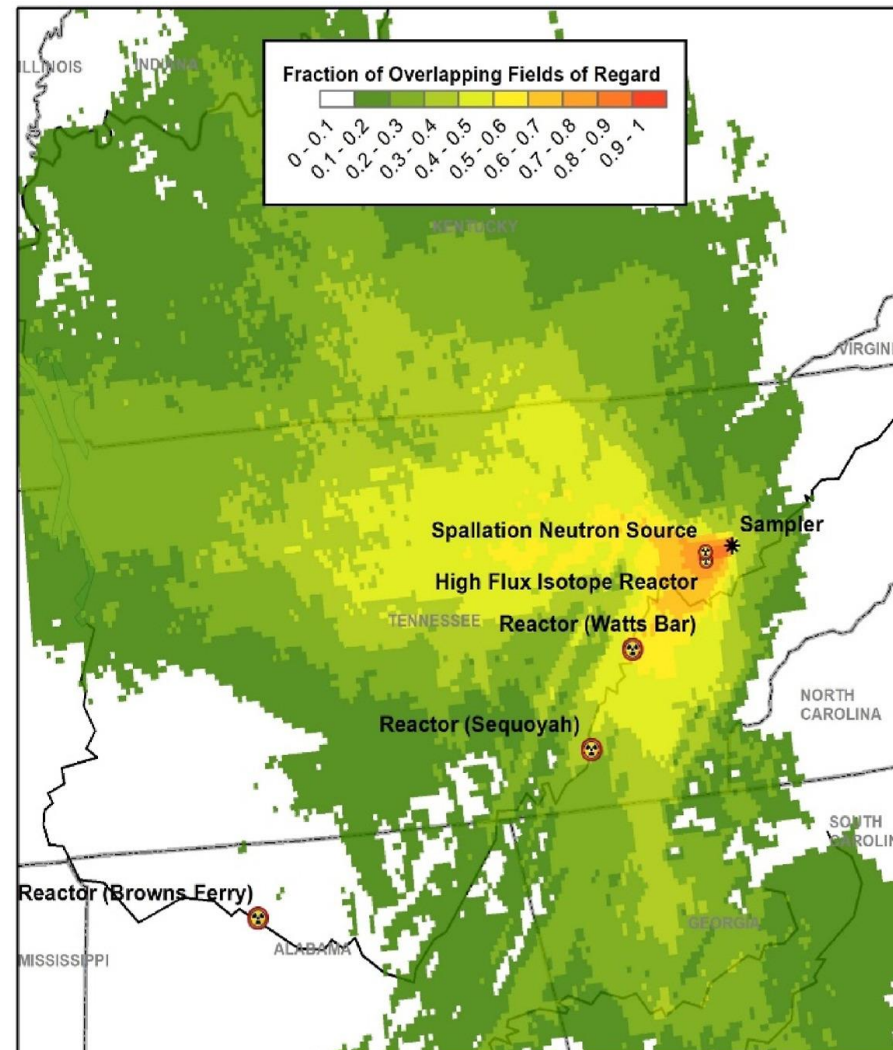 ILLINOIS
INDIANA
Fraction of Overlapping Fields of Regard
0 - 0.1
0.1 - 0.2
0.2 - 0.3
0.3 - 0.4
0.4 - 0.5
0.5 - 0.6
0.6 - 0.7
0.7 - 0.8
0.8 - 0.9
0.9 - 1
KENTUCKY
VIRGINI
Spallation Neutron Source
Sampler
High Flux Isotope Reactor
TENNESSEE
Reactor (Watts Bar)
NORTH
CAROLINA
Reactor (Sequoyah)
SOUTH
CAROLIN
Reactor (Browns Ferry)
GEORGIA
ALABAMA
MISSISSIPPI